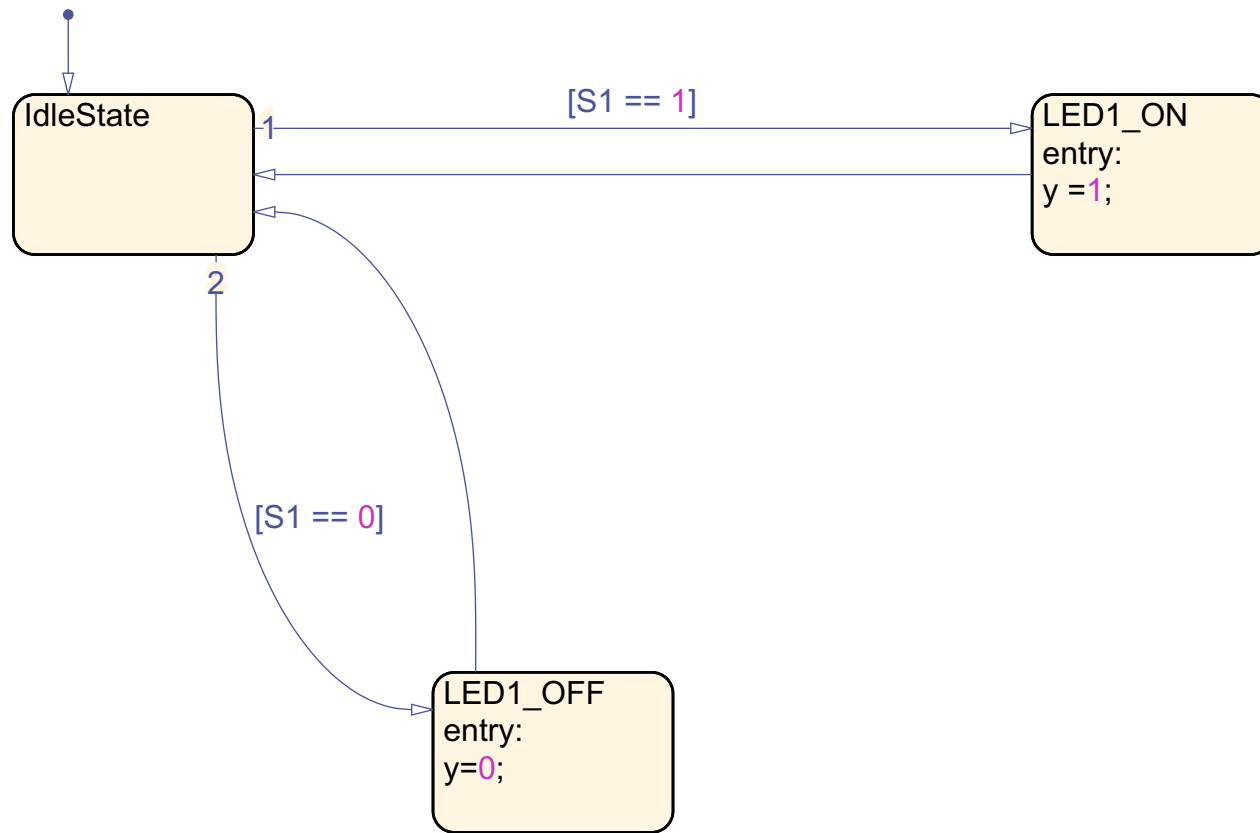 IdleState
1
[S1 == 1]
LED1_ON
entry:
y =1;
2
[S1 == 0]
LED1_OFF
entry:
y=0;